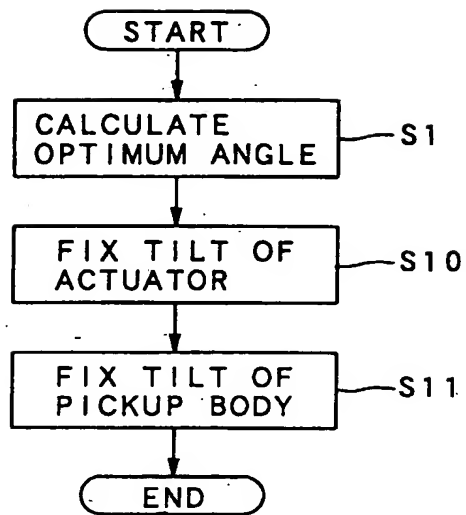 START
CALCULATE
OPTIMUM ANGLE
S1
FIX TILT OF
ACTUATOR
S10
FIX TILT OF
PICKUP BODY
S11
END